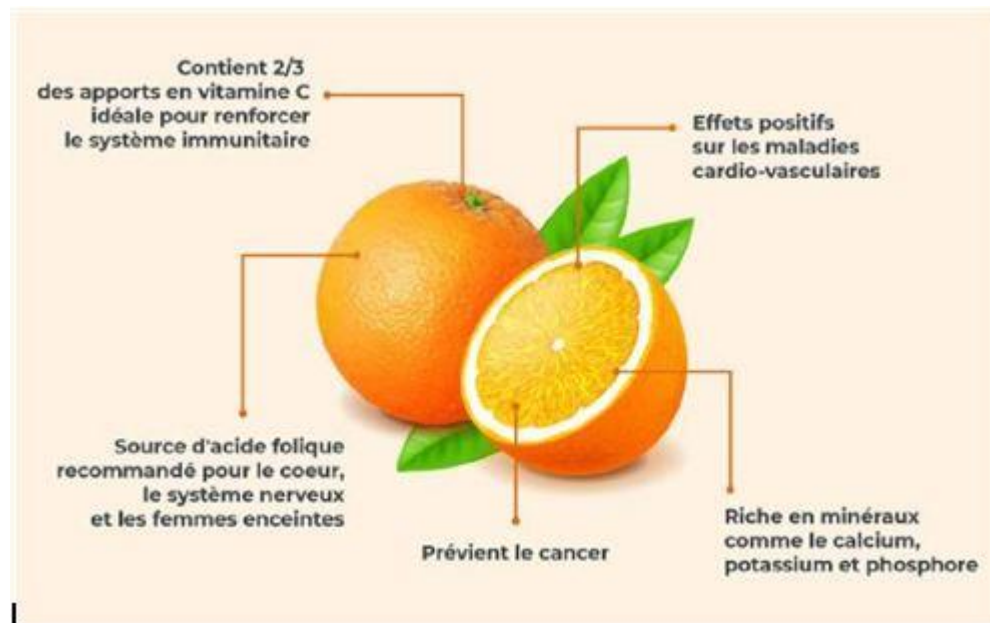 Contient 2/3
des apports en vitamine C
idéale pour renforcer
le système immunitaire
Effets positifs
sur les maladies
cardio-vasculaires
Source d'acide folique
recommandé pour le coeur,
le système nerveux
et les femmes enceintes
Prévient le cancer
Riche en minéraux
comme le calcium,
potassium et phosphore